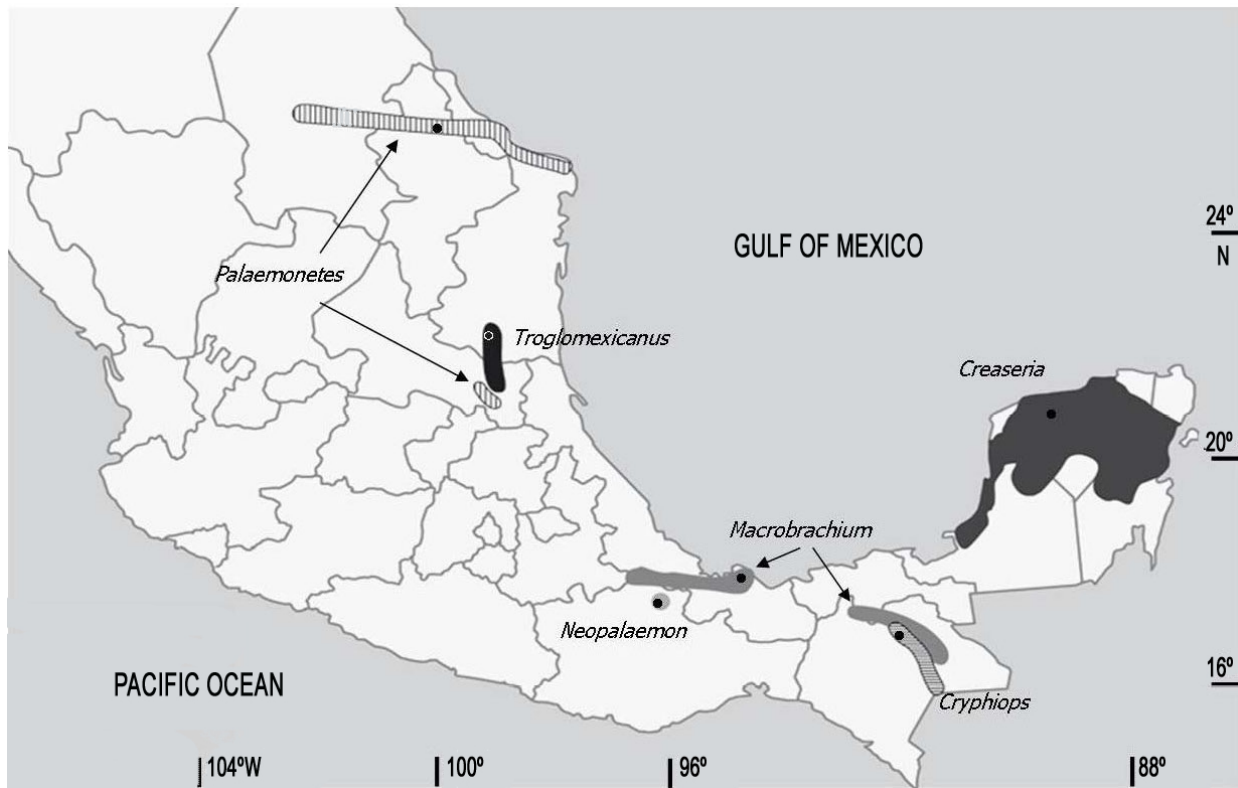 24º
N
GULF OF MEXICO
Palaemonetes
Troglomexicanus
Creaseria
20º
Macrobrachium
Neopalaemon
16º
PACIFIC OCEAN
Cryphiops
104ºW
100º
96º
88º